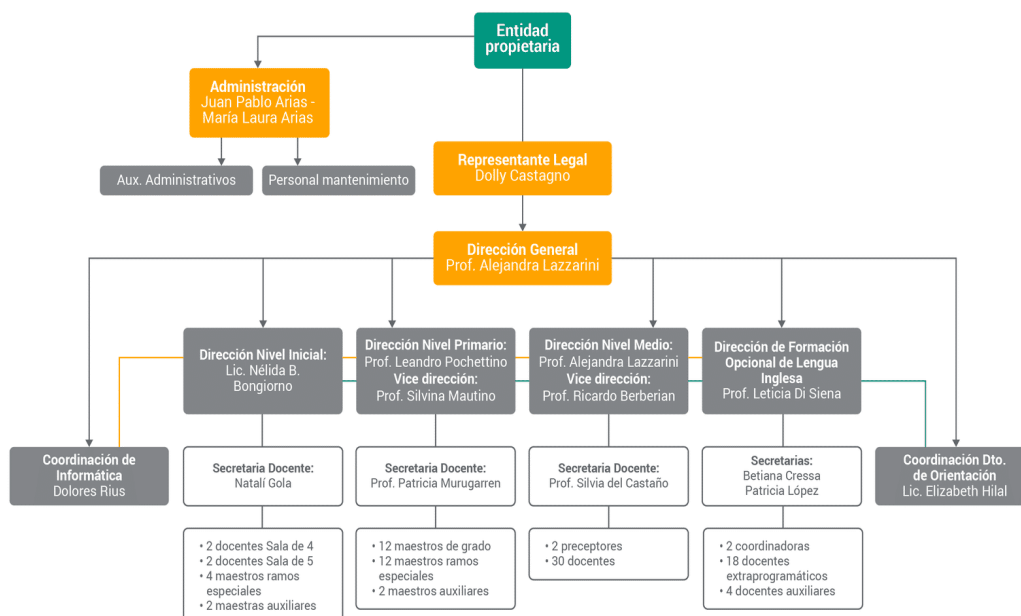 Entidad
propietaria
Administración
Juan Pablo Arias -
María Laura Arias
Aux. Administrativos
Personal mantenimiento
Representante Legal
Dolly Castagno
Dirección General
Prof. Alejandra Lazzarini
Dirección Nivel Inicial:
Lic. Nélida B.
Bongiorno
Dirección Nivel Primario:
Prof. Leandro Pochettino
Vice dirección:
Prof. Silvina Mautino
Dirección Nivel Medio:
Prof. Alejandra Lazzarini
Vice dirección:
Prof. Ricardo Berberian
Dirección de Formación
Opcional de Lengua
Inglesa
Prof. Leticia Di Siena
Coordinación de
Informática
Dolores Rius
Secretaria Docente:
Natalí Gola
Secretaria Docente:
Prof. Patricia Murugarren
Secretaria Docente:
Prof. Silvia del Castaño
Secretarias:
Betiana Cressa
Patricia López
Coordinación Dto.
de Orientación
Lic. Elizabeth Hilal
• 2 docentes Sala de 4
• 2 docentes Sala de 5
• 4 maestros ramos
especiales
• 2 maestras auxiliares
• 12 maestros de grado
• 12 maestros ramos
especiales
• 2 maestros auxiliares
• 2 preceptores
• 30 docentes
• 2 coordinadoras
• 18 docentes
extraprogramáticos
• 4 docentes auxiliares